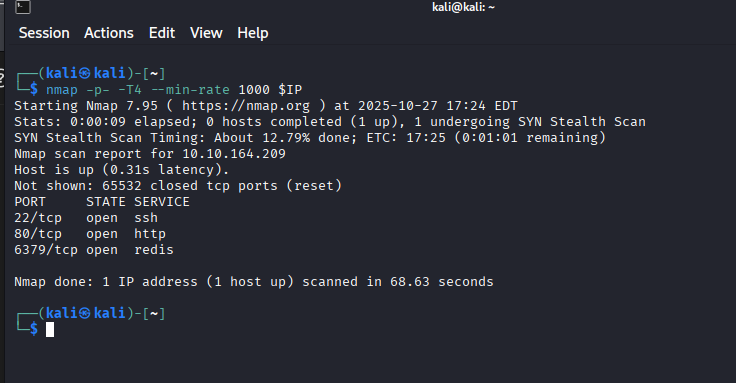 kali@kali: ~
Session Actions Edit View Help
┌──(kali㉿kali)-[~]
└─$ nmap -p- -T4 --min-rate 1000 $IP
Starting Nmap 7.95 ( https://nmap.org ) at 2025-10-27 17:24 EDT
Stats: 0:00:09 elapsed; 0 hosts completed (1 up), 1 undergoing SYN Stealth Scan
SYN Stealth Scan Timing: About 12.79% done; ETC: 17:25 (0:01:01 remaining)
Nmap scan report for 10.10.164.209
Host is up (0.31s latency).
Not shown: 65532 closed tcp ports (reset)
PORT     STATE SERVICE
22/tcp   open  ssh
80/tcp   open  http
6379/tcp open  redis
Nmap done: 1 IP address (1 host up) scanned in 68.63 seconds
┌──(kali㉿kali)-[~]
└─$